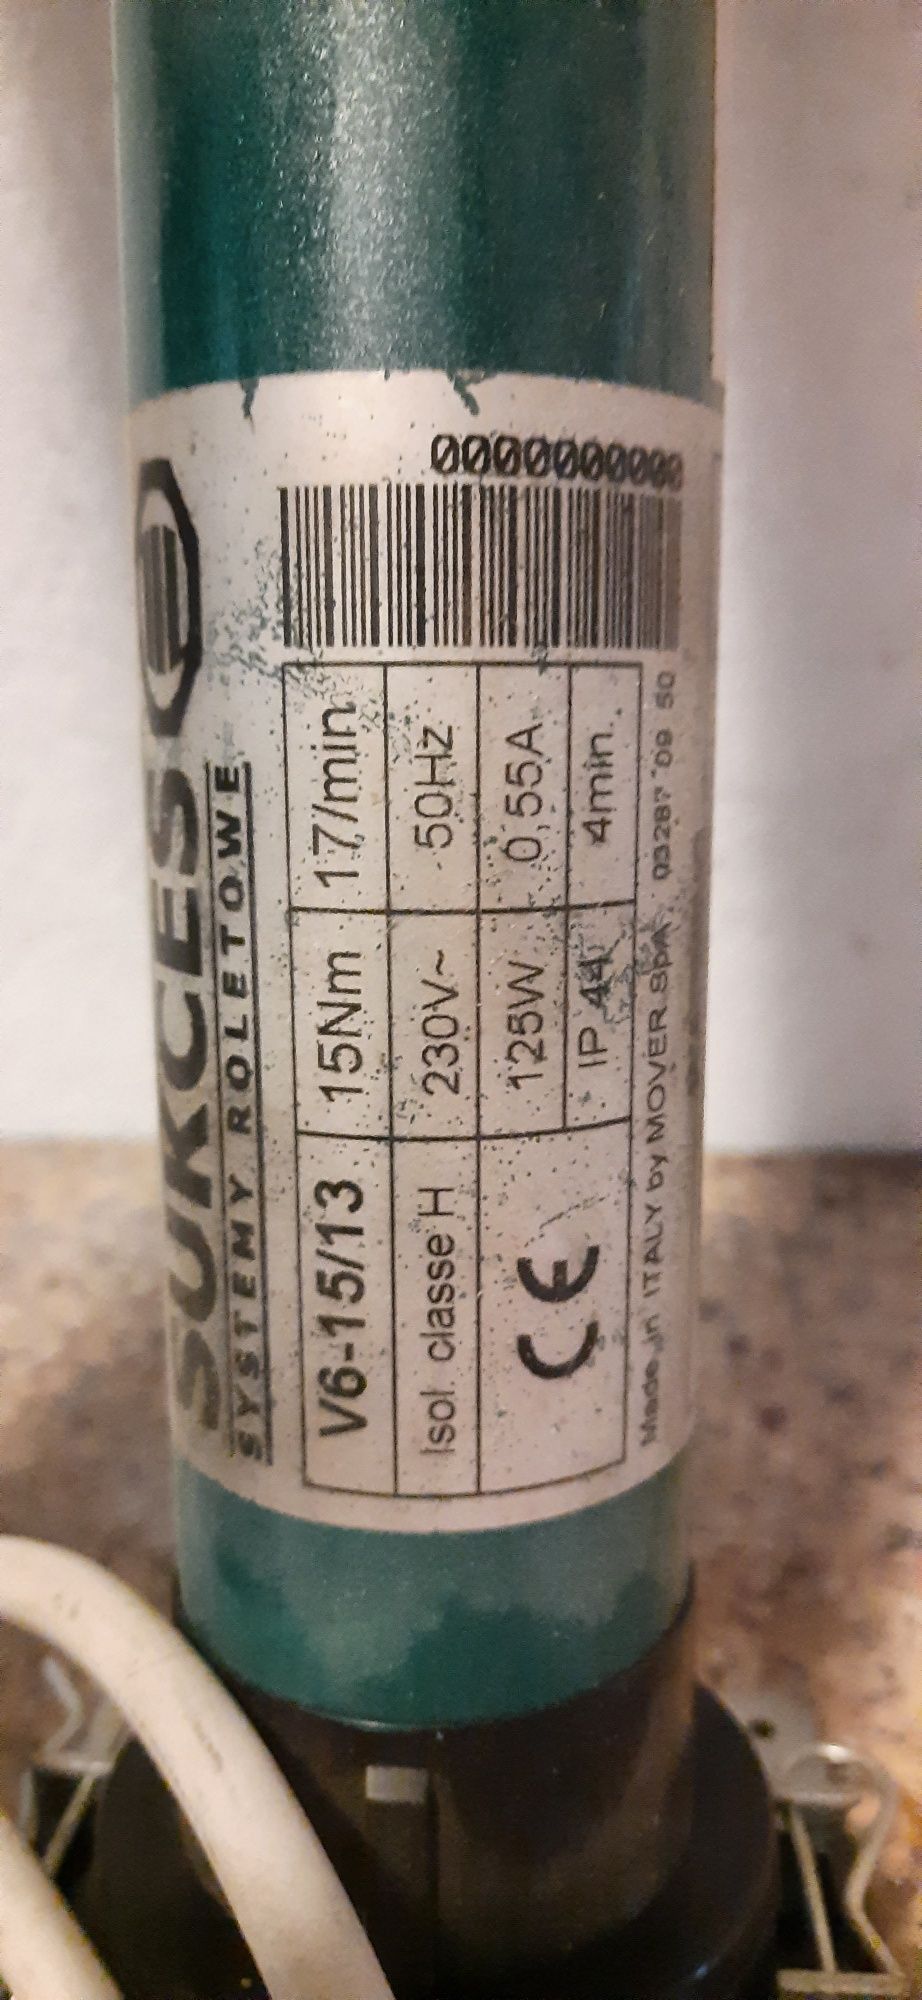 SUKCES
SYSTEMY ROLETOWE
V6-15/13 15Nm 17/min
Isol. classe H 230V~ 50Hz
CE 125W 0,55A
IP 44 4min.
Made in ITALY by MOVER SpA 03287 09 50
0000000000